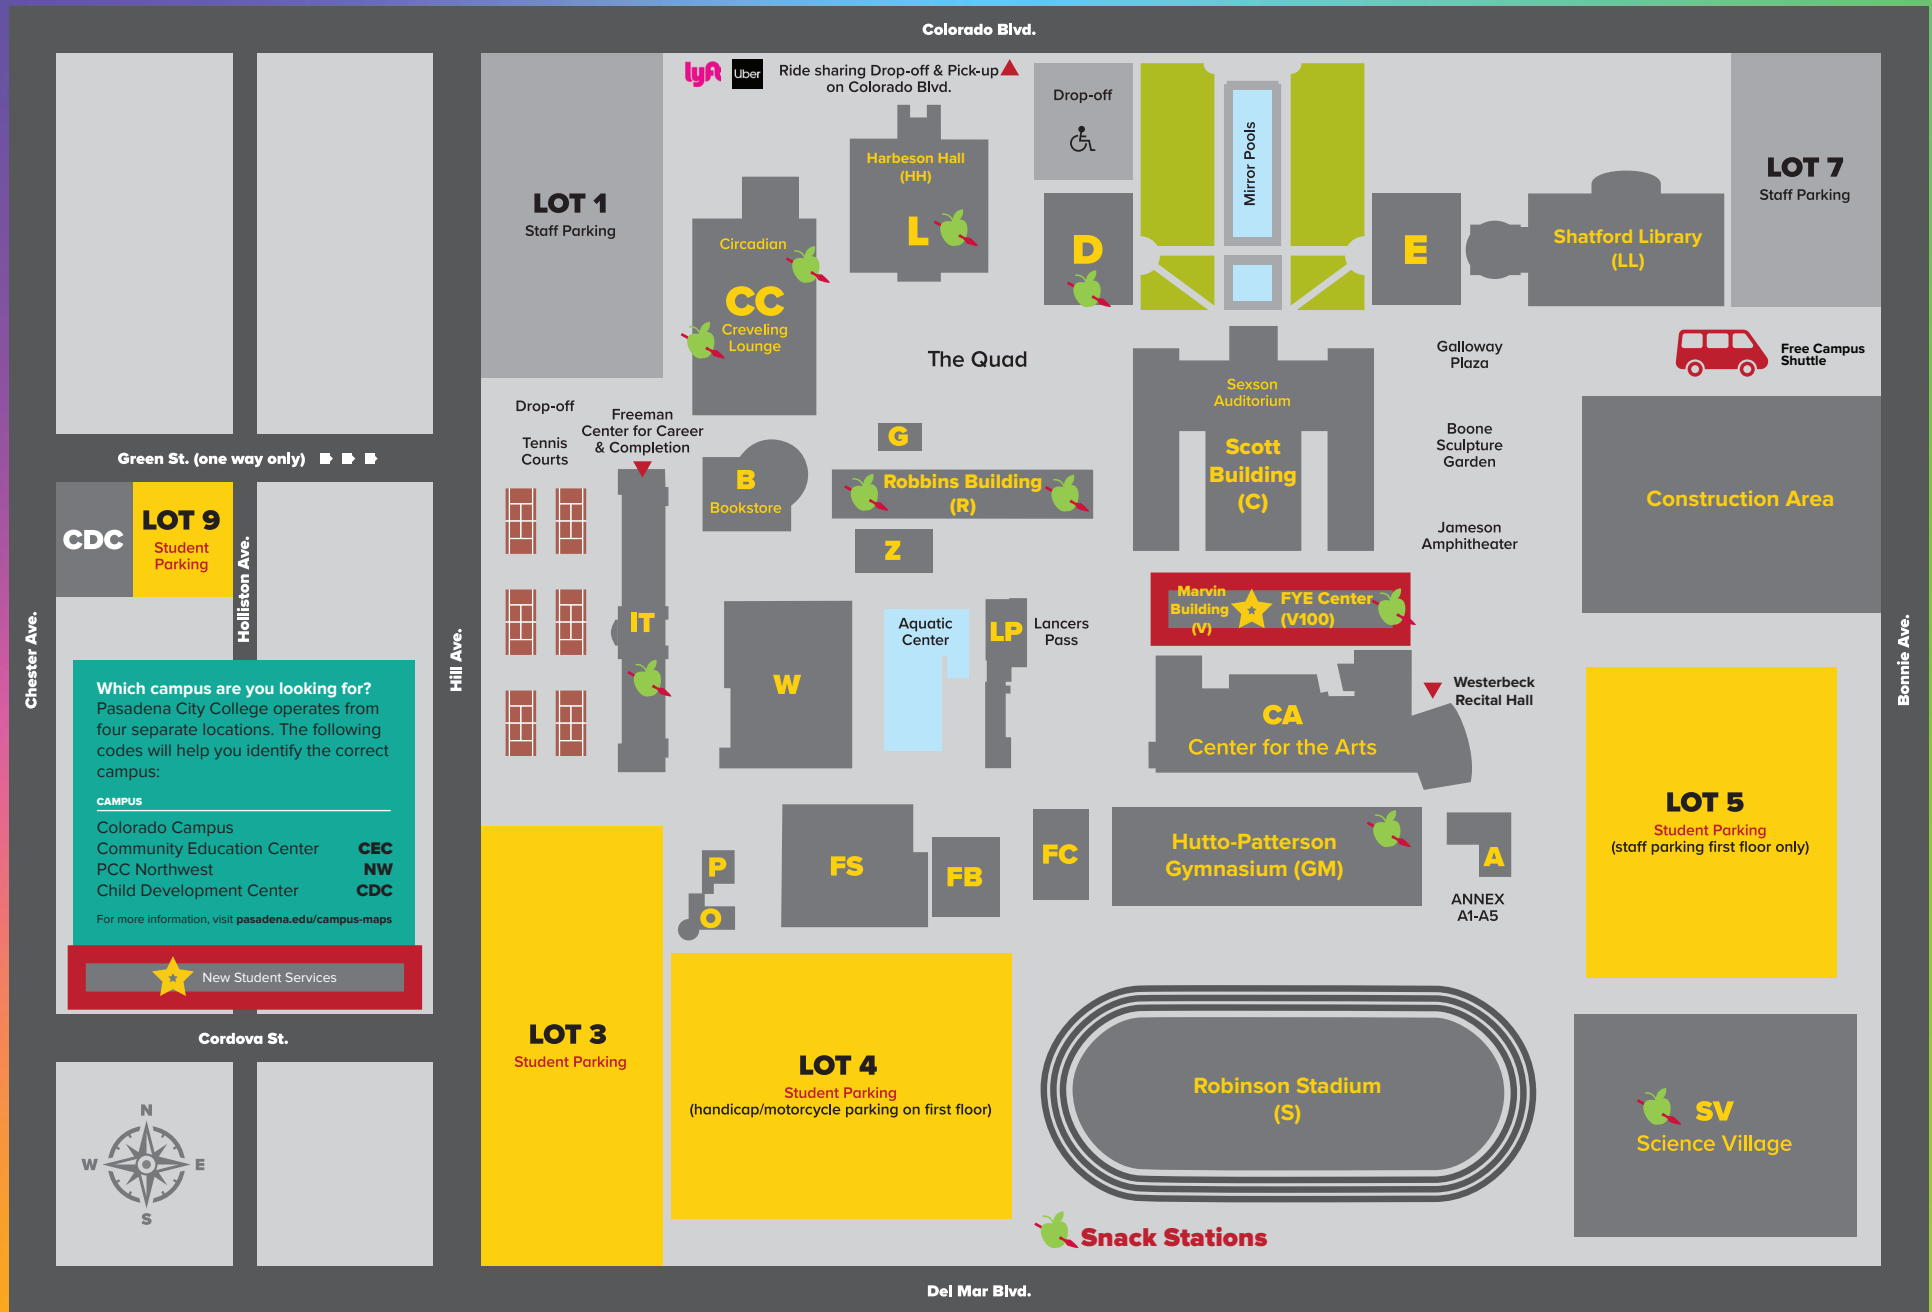 Colorado Blvd.
lyft
Uber
Ride sharing Drop-off & Pick-up
on Colorado Blvd.
Drop-off
Mirror Pools
LOT 1
Staff Parking
Harbeson Hall
(HH)
L
Circadian
CC
Creveling
Lounge
D
E
Shatford Library
(LL)
LOT 7
Staff Parking
The Quad
Sexson
Auditorium
Scott
Building
(C)
Galloway
Plaza
Free Campus
Shuttle
Boone
Sculpture
Garden
Jameson
Amphitheater
Construction Area
Drop-off
Tennis
Courts
Freeman
Center for Career
& Completion
G
B
Bookstore
Robbins Building
(R)
Z
Green St. (one way only)
CDC
LOT 9
Student
Parking
Holliston Ave.
Chester Ave.
Hill Ave.
Bonnie Ave.
IT
W
Aquatic
Center
LP
Lancers
Pass
Marvin
Building
(V)
FYE Center
(V100)
Westerbeck
Recital Hall
CA
Center for the Arts
Which campus are you looking for?
Pasadena City College operates from
four separate locations. The following
codes will help you identify the correct
campus:
CAMPUS
Colorado Campus
Community Education Center CEC
PCC Northwest NW
Child Development Center CDC
For more information, visit pasadena.edu/campus-maps
New Student Services
Cordova St.
N
W
E
S
P
O
FS
FB
FC
Hutto-Patterson
Gymnasium (GM)
A
ANNEX
A1-A5
LOT 5
Student Parking
(staff parking first floor only)
LOT 3
Student Parking
LOT 4
Student Parking
(handicap/motorcycle parking on first floor)
Robinson Stadium
(S)
SV
Science Village
Snack Stations
Del Mar Blvd.